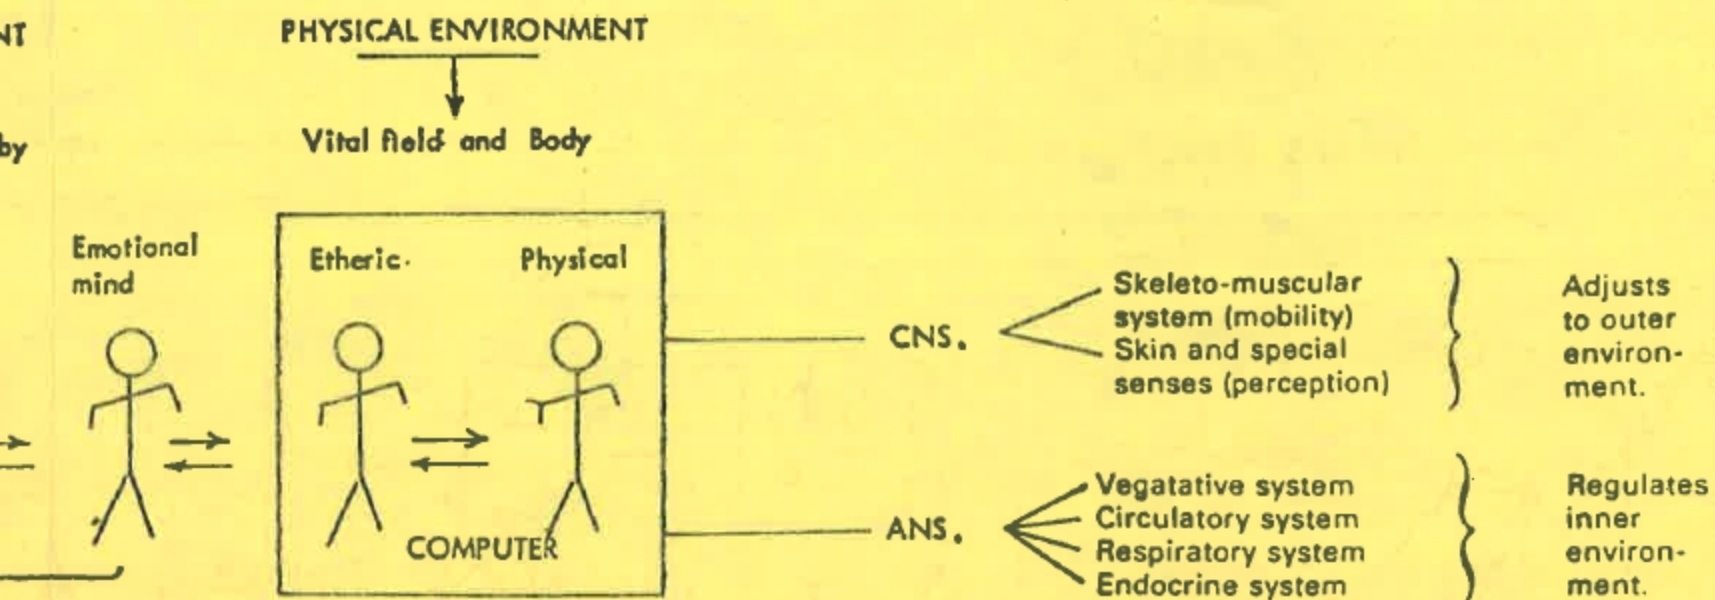 NT
PHYSICAL ENVIRONMENT
by
Vital field and Body
Emotional
mind
Etheric.
Physical
COMPUTER
CNS.
Skeleto-muscular
system (mobility)
Skin and special
senses (perception)
Adjusts
to outer
environ-
ment.
ANS.
Vegatative system
Circulatory system
Respiratory system
Endocrine system
Regulates
inner
environ-
ment.